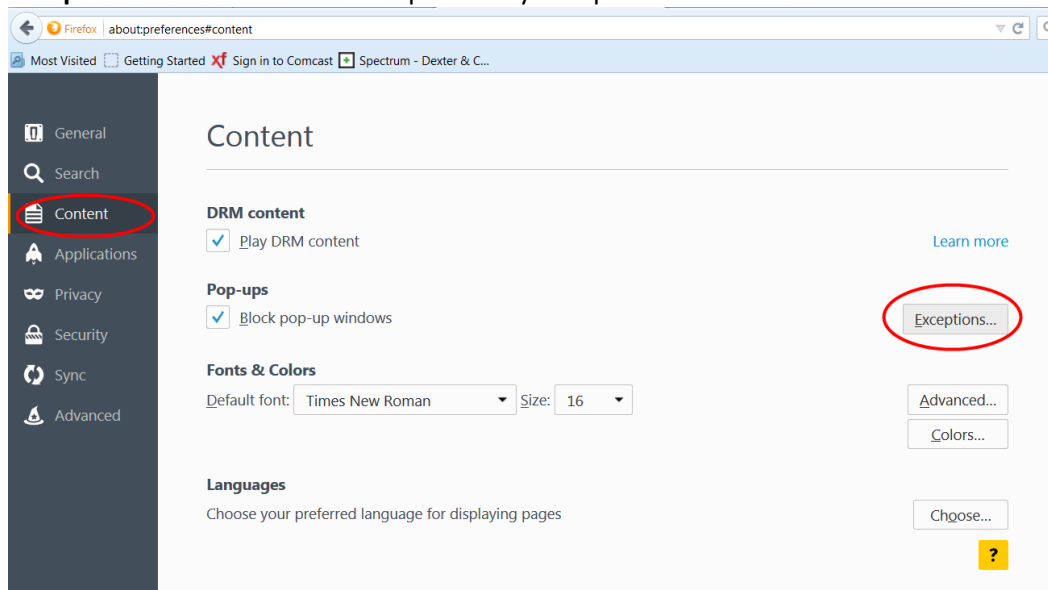 Firefox about:preferences#content
Most Visited Getting Started Xf Sign in to Comcast Spectrum - Dexter & C...
General
Search
Content
Applications
Privacy
Security
Sync
Advanced
Content
DRM content
Play DRM content Learn more
Pop-ups
Block pop-up windows Exceptions...
Fonts & Colors
Default font: Times New Roman Size: 16 Advanced...
Colors...
Languages
Choose your preferred language for displaying pages Choose...
?